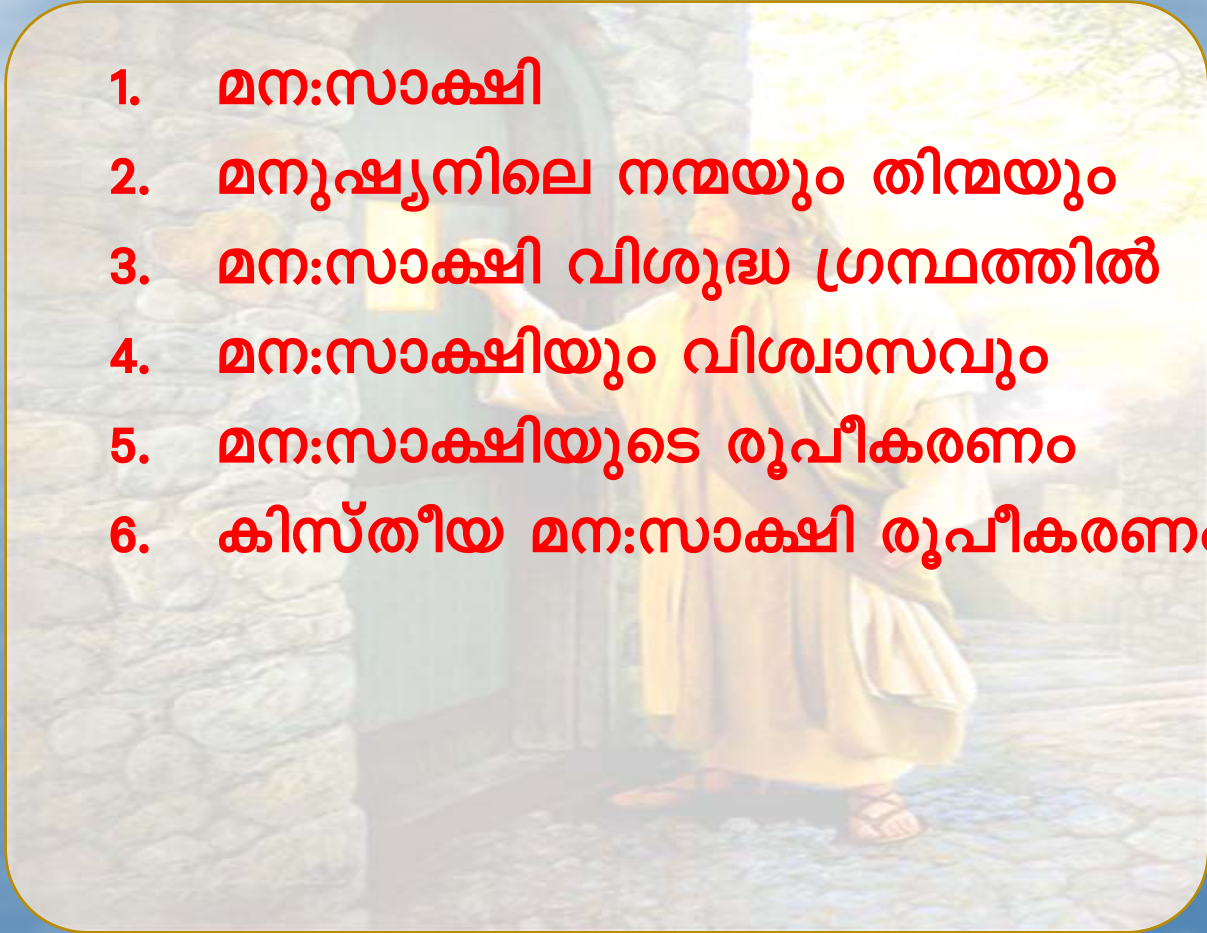 1. മന:സാക്ഷി
2. മനുഷ്യനിലെ നന്മയും തിന്മയും
3. മന:സാക്ഷി വിശുദ്ധ ഗ്രന്ഥത്തിൽ
4. മന:സാക്ഷിയും വിശ്വാസവും
5. മന:സാക്ഷിയുടെ രൂപീകരണം
6. കിസ്തീയ മന:സാക്ഷി രൂപീകരണം